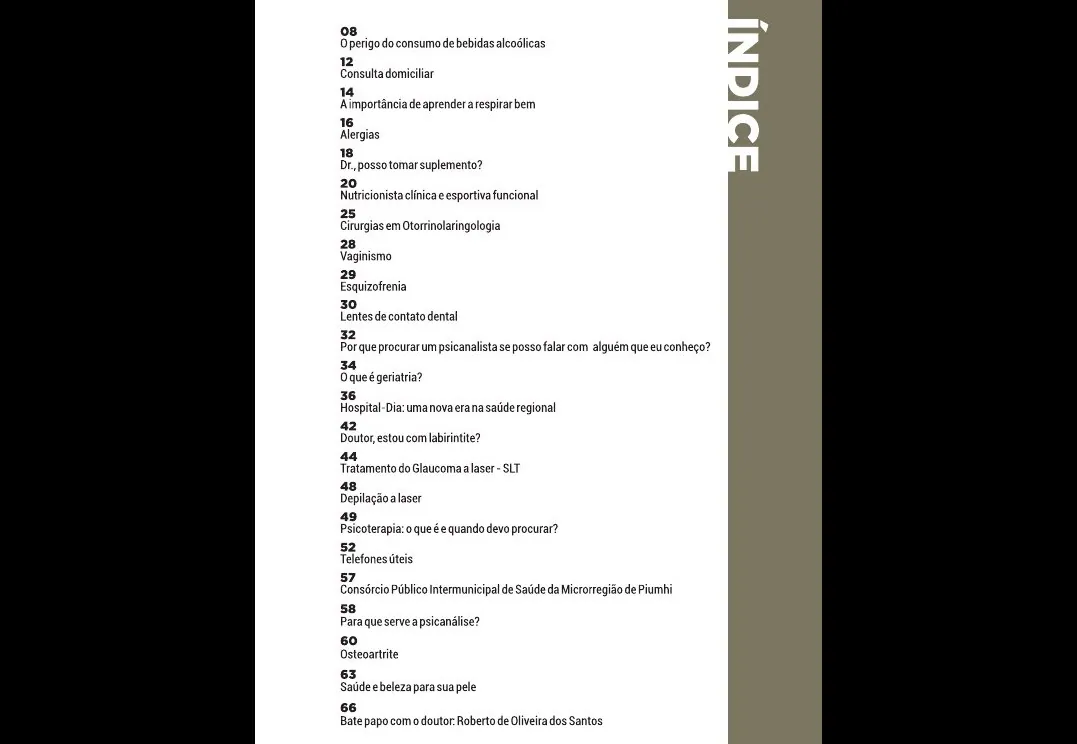 ÍNDICE
08
O perigo do consumo de bebidas alcoólicas
12
Consulta domiciliar
14
A importância de aprender a respirar bem
16
Alergias
18
Dr., posso tomar suplemento?
20
Nutricionista clínica e esportiva funcional
25
Cirurgias em Otorrinolaringologia
28
Vaginismo
29
Esquizofrenia
30
Lentes de contato dental
32
Por que procurar um psicanalista se posso falar com alguém que eu conheço?
34
O que é geriatria?
36
Hospital-Dia: uma nova era na saúde regional
42
Doutor, estou com labirintite?
44
Tratamento do Glaucoma a laser - SLT
48
Depilação a laser
49
Psicoterapia: o que é e quando devo procurar?
52
Telefones úteis
57
Consórcio Público Intermunicipal de Saúde da Microrregião de Piumhi
58
Para que serve a psicanálise?
60
Osteoartrite
63
Saúde e beleza para sua pele
66
Bate papo com o doutor: Roberto de Oliveira dos Santos